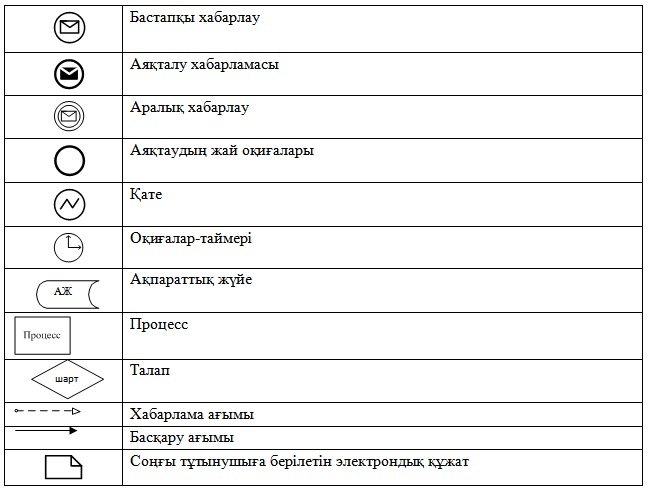 Бастапқы хабарлау
Аяқталу хабарламасы
Аралық хабарлау
Аяқтаудың жай оқиғалары
Қате
Оқиғалар-таймері
АЖ
Ақпараттық жүйе
Процесс
Процесс
шарт
Талап
Хабарлама ағымы
Басқару ағымы
Соңғы тұтынушыға берілетін электрондық құжат